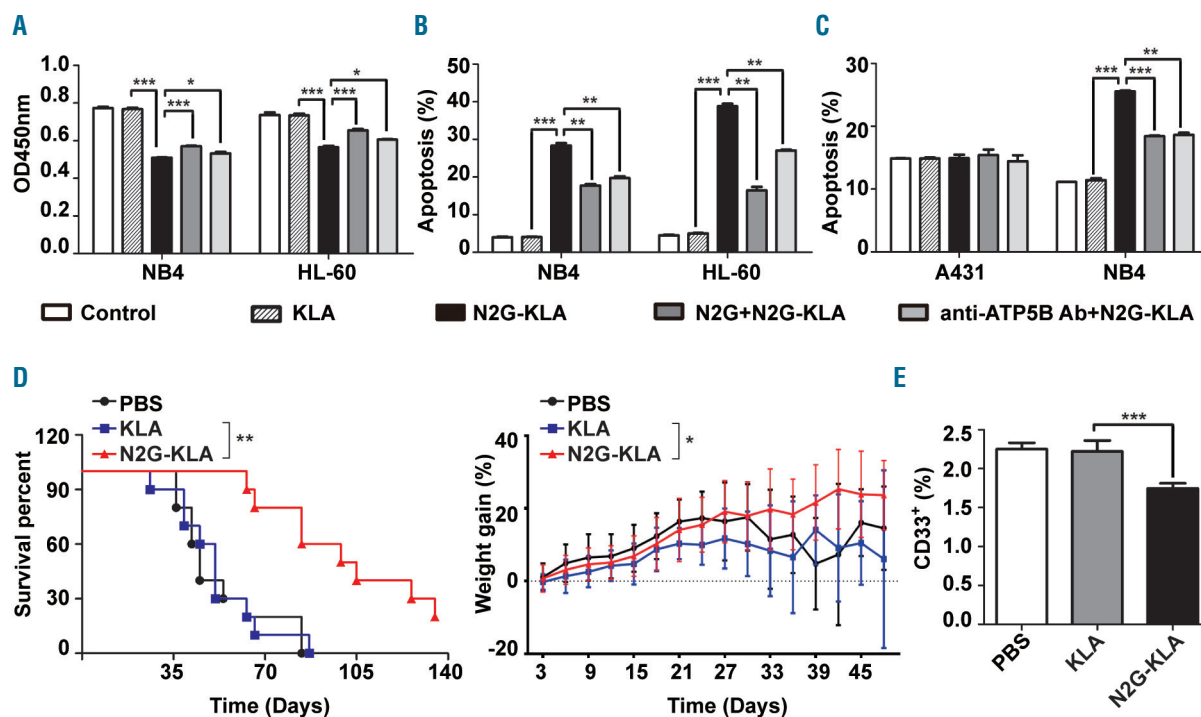 A
B
C
OD450nm
1.0
0.8
0.6
0.4
0.2
0.0
***
***
*
***
***
*
NB4
HL-60
Apoptosis (%)
50
40
30
20
10
0
***
**
**
***
**
**
NB4
HL-60
Apoptosis (%)
30
20
10
0
***
***
**
A431
NB4
Control
KLA
N2G-KLA
N2G+N2G-KLA
anti-ATP5B Ab+N2G-KLA
D
E
PBS
KLA
N2G-KLA
**
Survival percent
120
90
60
30
0
35
70
105
140
Time (Days)
PBS
KLA
N2G-KLA
*
Weight gain (%)
40
20
0
-20
3
9
15
21
27
33
39
45
Time (Days)
CD33+ (%)
2.5
2.0
1.5
1.0
0.5
0.0
***
PBS
KLA
N2G-KLA